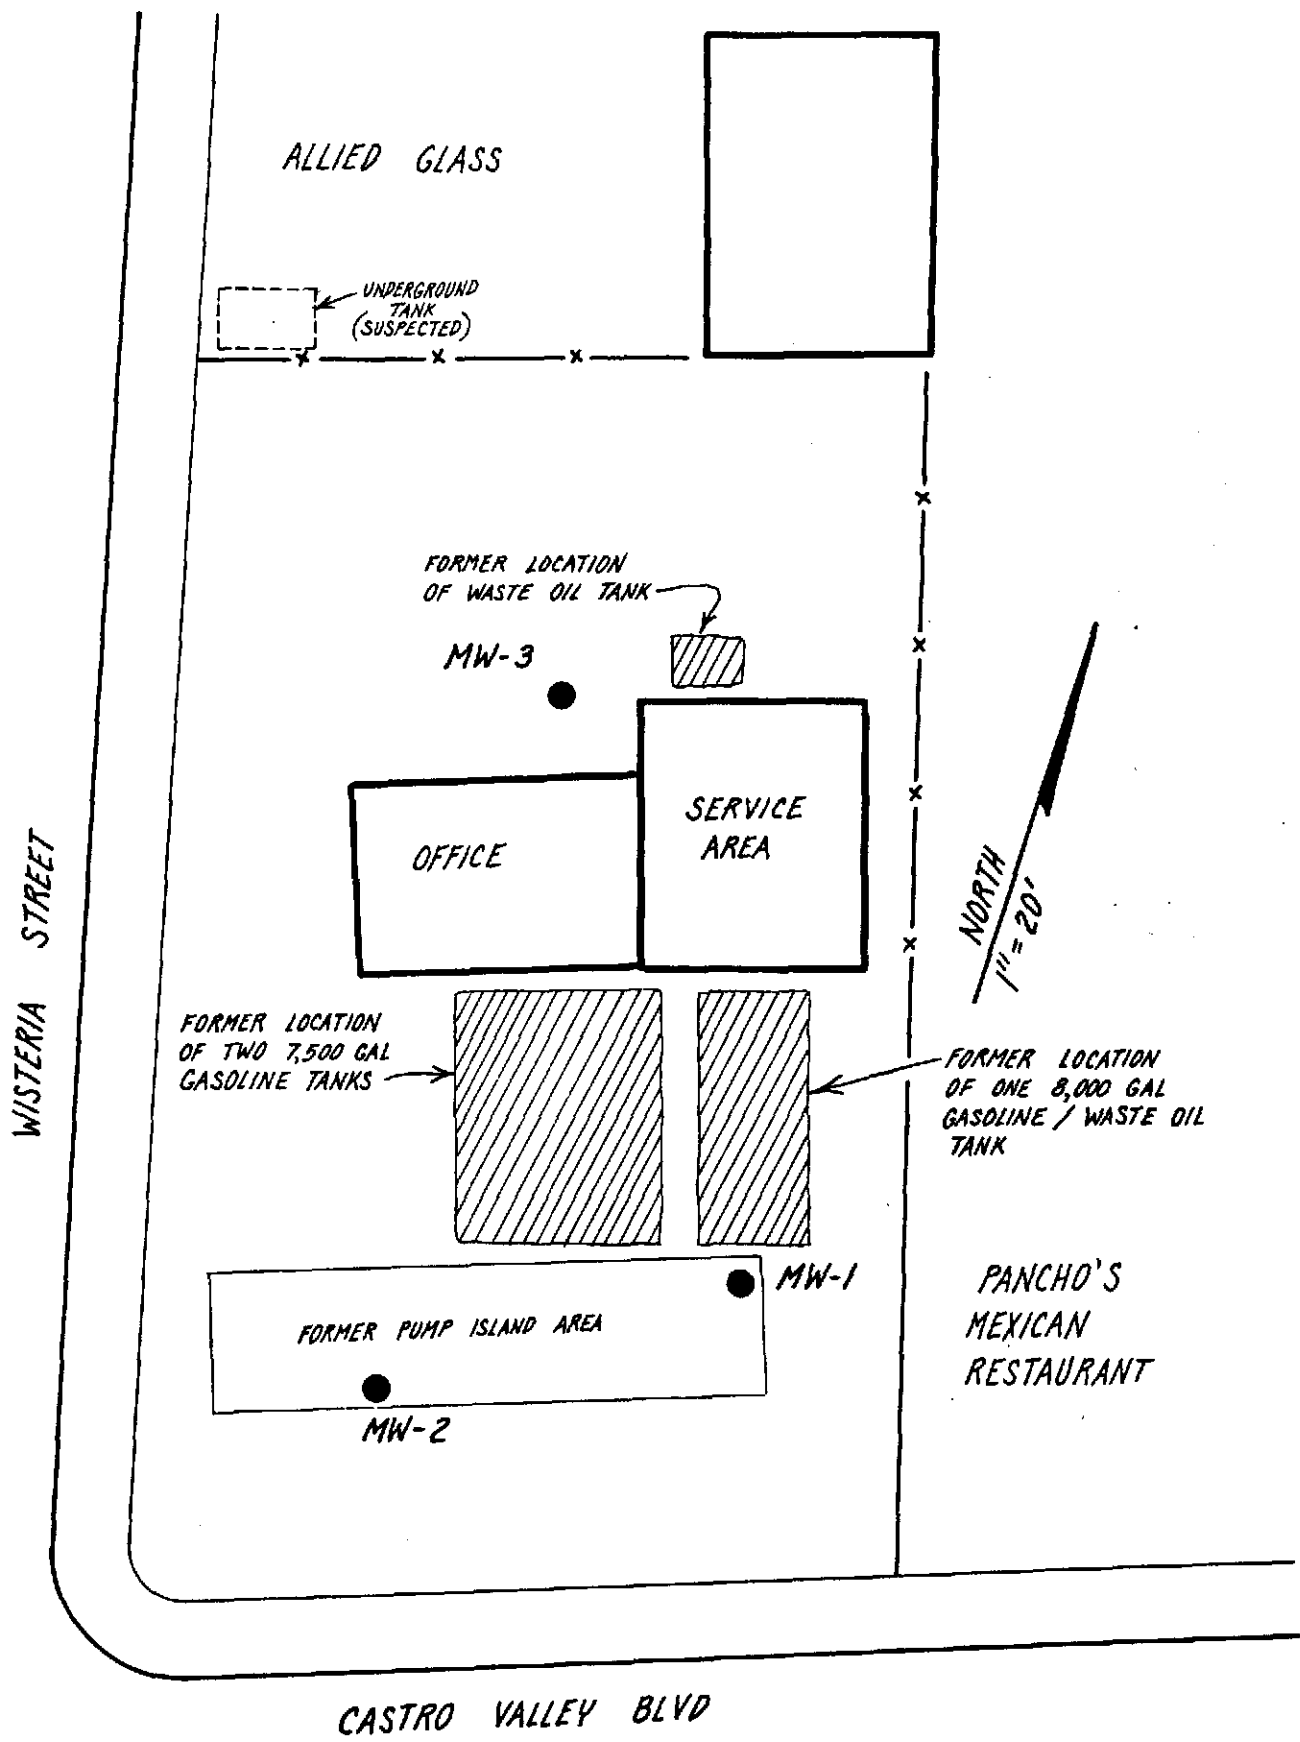 ALLIED GLASS
UNDERGROUND
TANK
(SUSPECTED)
FORMER LOCATION
OF WASTE OIL TANK
MW-3
SERVICE
AREA
OFFICE
NORTH
1" = 20'
WISTERIA STREET
FORMER LOCATION
OF TWO 7,500 GAL
GASOLINE TANKS
FORMER LOCATION
OF ONE 8,000 GAL
GASOLINE / WASTE OIL
TANK
MW-1
PANCHO'S
MEXICAN
RESTAURANT
FORMER PUMP ISLAND AREA
MW-2
CASTRO VALLEY BLVD